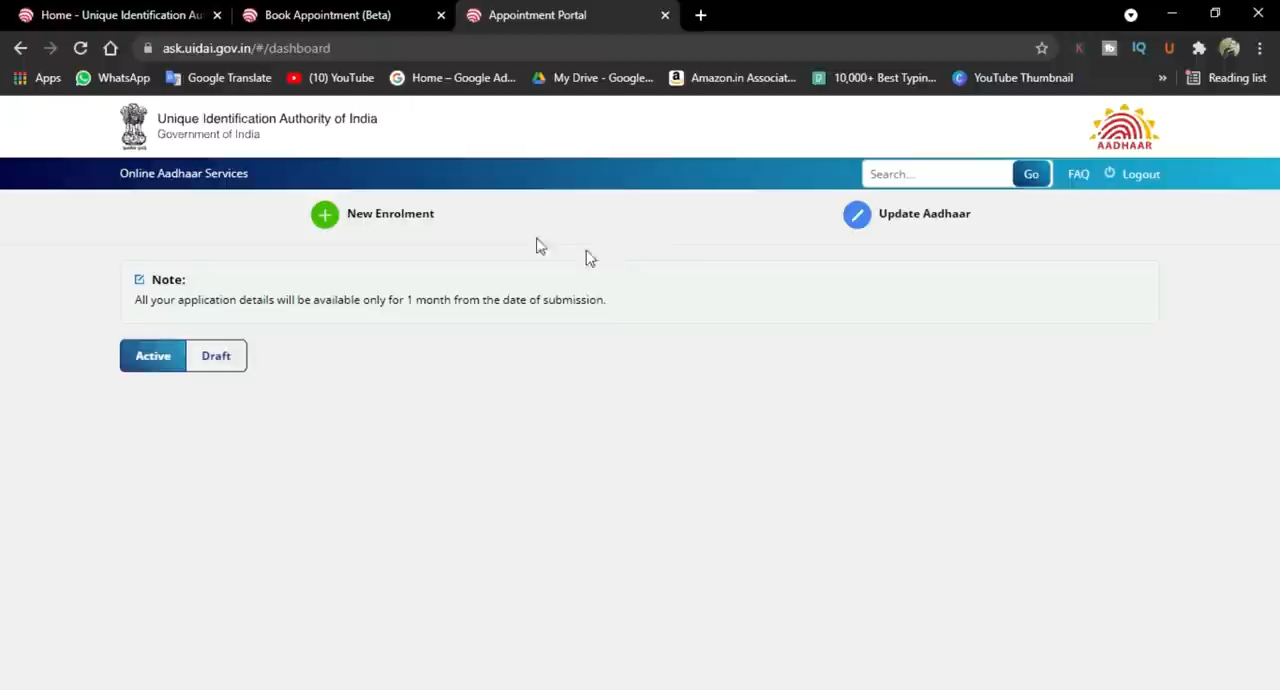 Home - Unique Identification Au
Book Appointment (Beta)
Appointment Portal
ask.uidai.gov.in/#/dashboard
IQ
U
Apps
WhatsApp
Google Translate
(10) YouTube
Home – Google Ad...
My Drive - Google...
Amazon.in Associat...
10,000+ Best Typin...
YouTube Thumbnail
»
Reading list
Unique Identification Authority of India
Government of India
AADHAAR
Online Aadhaar Services
Search...
Go
FAQ
Logout
New Enrolment
Update Aadhaar
Note:
All your application details will be available only for 1 month from the date of submission.
Active
Draft